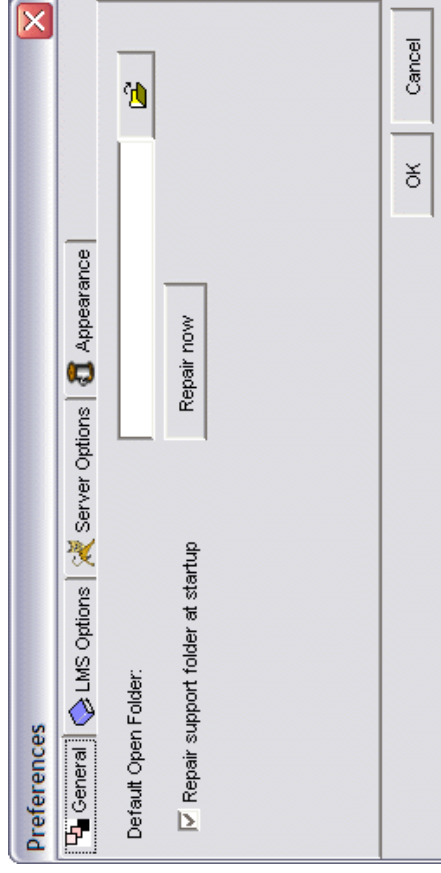 Preferences
General LMS Options Server Options Appearance
Default Open Folder:
Repair support folder at startup Repair now
OK Cancel